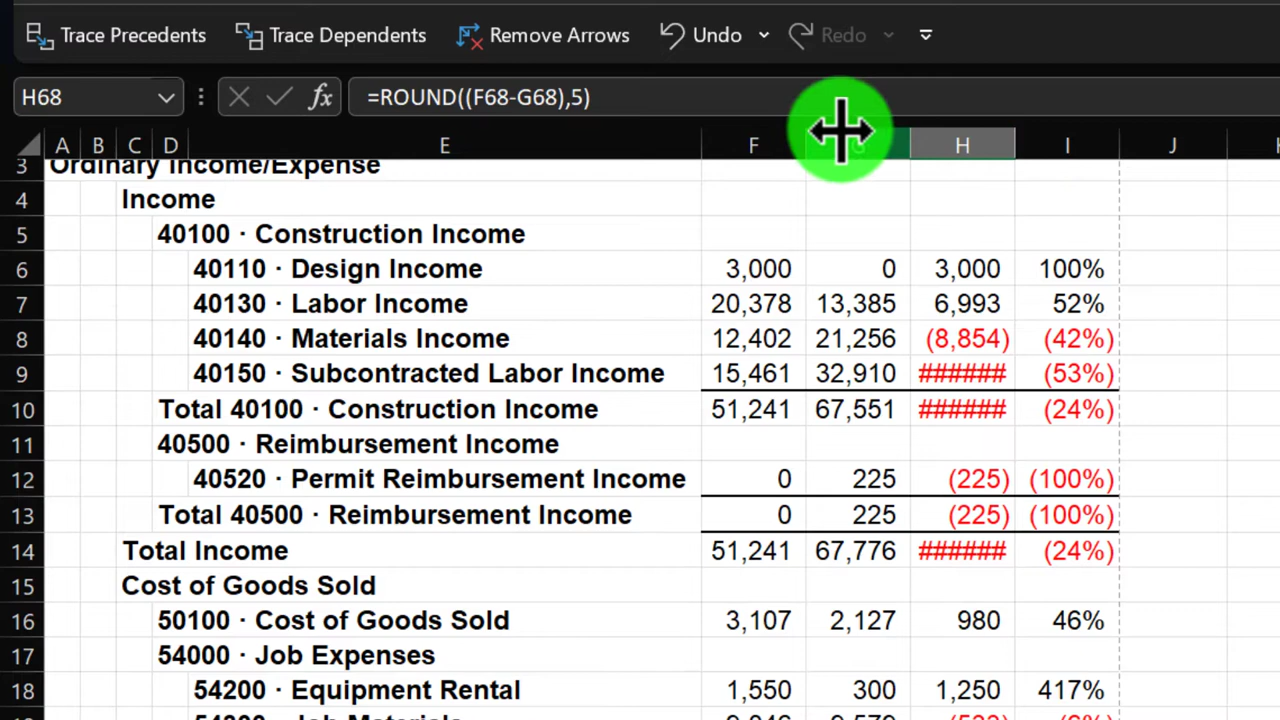 Trace Precedents Trace Dependents Remove Arrows Undo Redo
H68 fx =ROUND((F68-G68),5)
A B C D E F G H I J
3 Ordinary Income/Expense
4 Income
5 40100 · Construction Income
6 40110 · Design Income 3,000 0 3,000 100%
7 40130 · Labor Income 20,378 13,385 6,993 52%
8 40140 · Materials Income 12,402 21,256 (8,854) (42%)
9 40150 · Subcontracted Labor Income 15,461 32,910 ###### (53%)
10 Total 40100 · Construction Income 51,241 67,551 ###### (24%)
11 40500 · Reimbursement Income
12 40520 · Permit Reimbursement Income 0 225 (225) (100%)
13 Total 40500 · Reimbursement Income 0 225 (225) (100%)
14 Total Income 51,241 67,776 ###### (24%)
15 Cost of Goods Sold
16 50100 · Cost of Goods Sold 3,107 2,127 980 46%
17 54000 · Job Expenses
18 54200 · Equipment Rental 1,550 300 1,250 417%